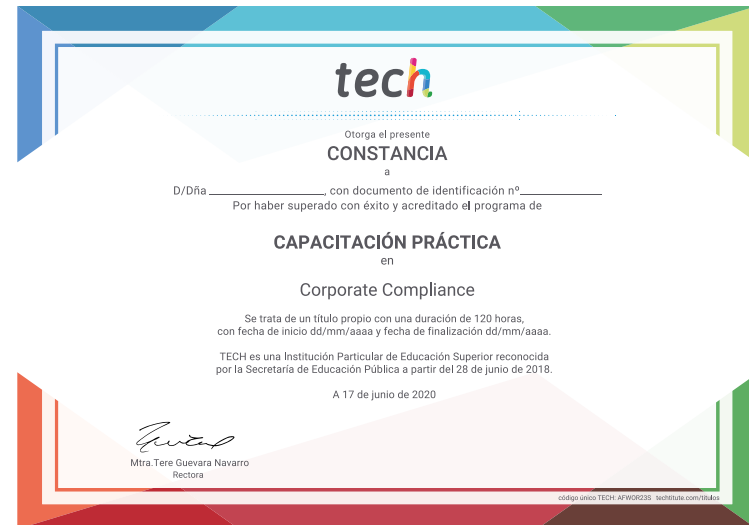 tech
Otorga el presente
CONSTANCIA
a
D/Dña ______________________, con documento de identificación nº________________
Por haber superado con éxito y acreditado el programa de
CAPACITACIÓN PRÁCTICA
en
Corporate Compliance
Se trata de un título propio con una duración de 120 horas,
con fecha de inicio dd/mm/aaaa y fecha de finalización dd/mm/aaaa.
TECH es una Institución Particular de Educación Superior reconocida
por la Secretaría de Educación Pública a partir del 28 de junio de 2018.
A 17 de junio de 2020
Mtra.Tere Guevara Navarro
Rectora
código único TECH: AFWOR23S techtitute.com/titulos